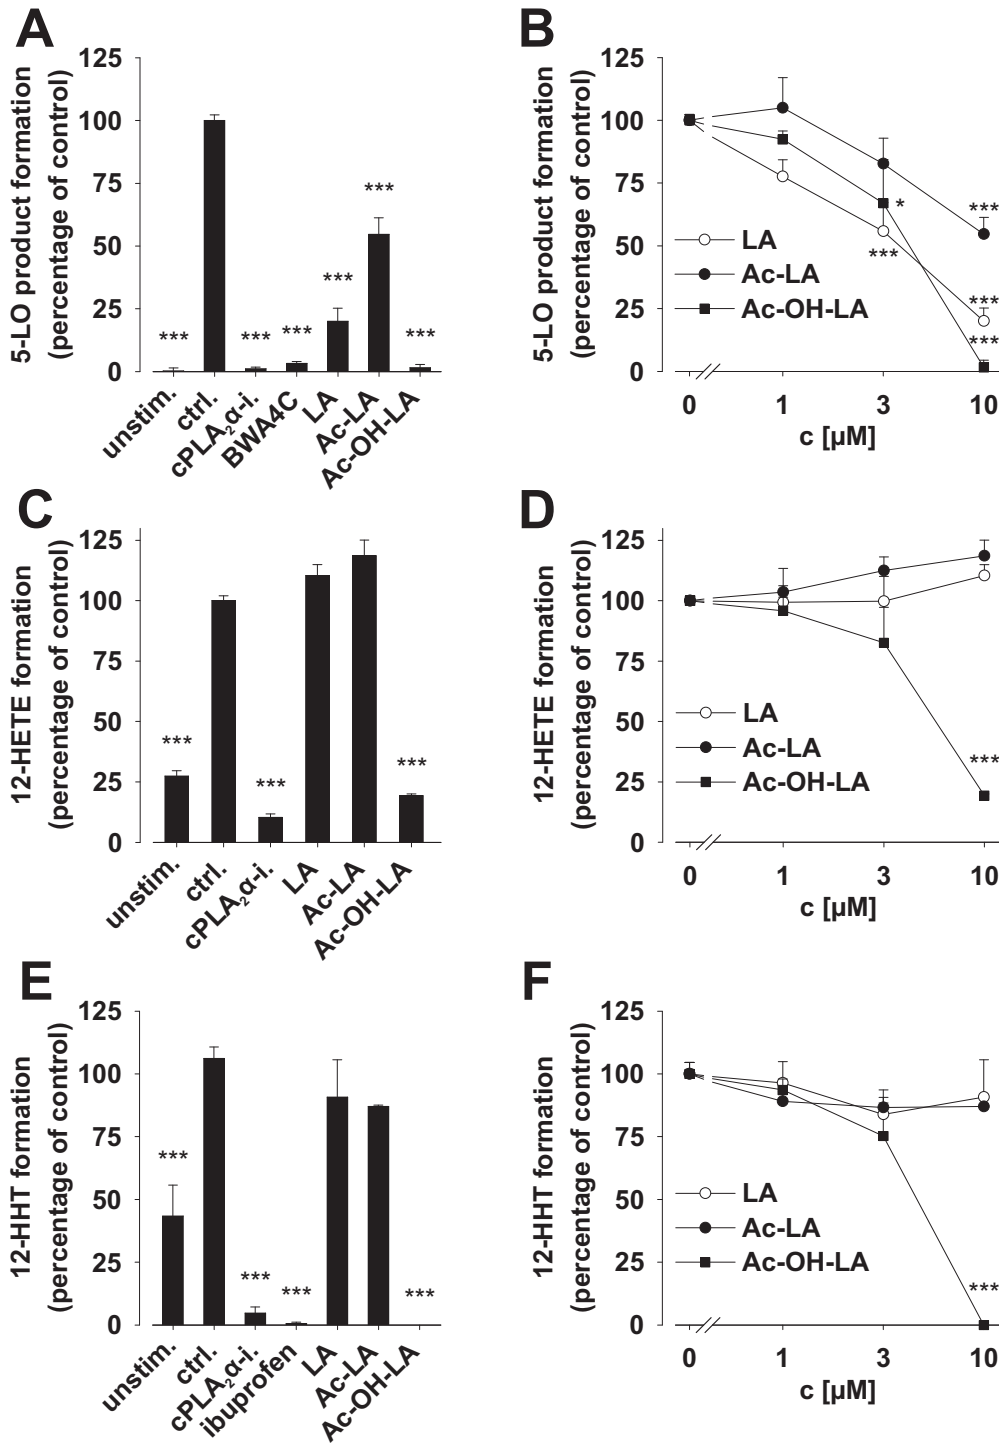 A
5-LO product formation
(percentage of control)
125
100
75
50
25
0
***
***
***
***
***
***
unstim.
ctrl.
cPLA₂α-i.
BWA4C
LA
Ac-LA
Ac-OH-LA
B
5-LO product formation
(percentage of control)
125
100
75
50
25
0
*
***
***
***
***
LA
Ac-LA
Ac-OH-LA
0 1 3 10
c [µM]
C
12-HETE formation
(percentage of control)
125
100
75
50
25
0
***
***
***
unstim.
ctrl.
cPLA₂α-i.
LA
Ac-LA
Ac-OH-LA
D
12-HETE formation
(percentage of control)
125
100
75
50
25
0
LA
Ac-LA
Ac-OH-LA
***
0 1 3 10
c [µM]
E
12-HHT formation
(percentage of control)
125
100
75
50
25
0
***
***
***
***
unstim.
ctrl.
cPLA₂α-i.
ibuprofen
LA
Ac-LA
Ac-OH-LA
F
12-HHT formation
(percentage of control)
125
100
75
50
25
0
LA
Ac-LA
Ac-OH-LA
***
0 1 3 10
c [µM]